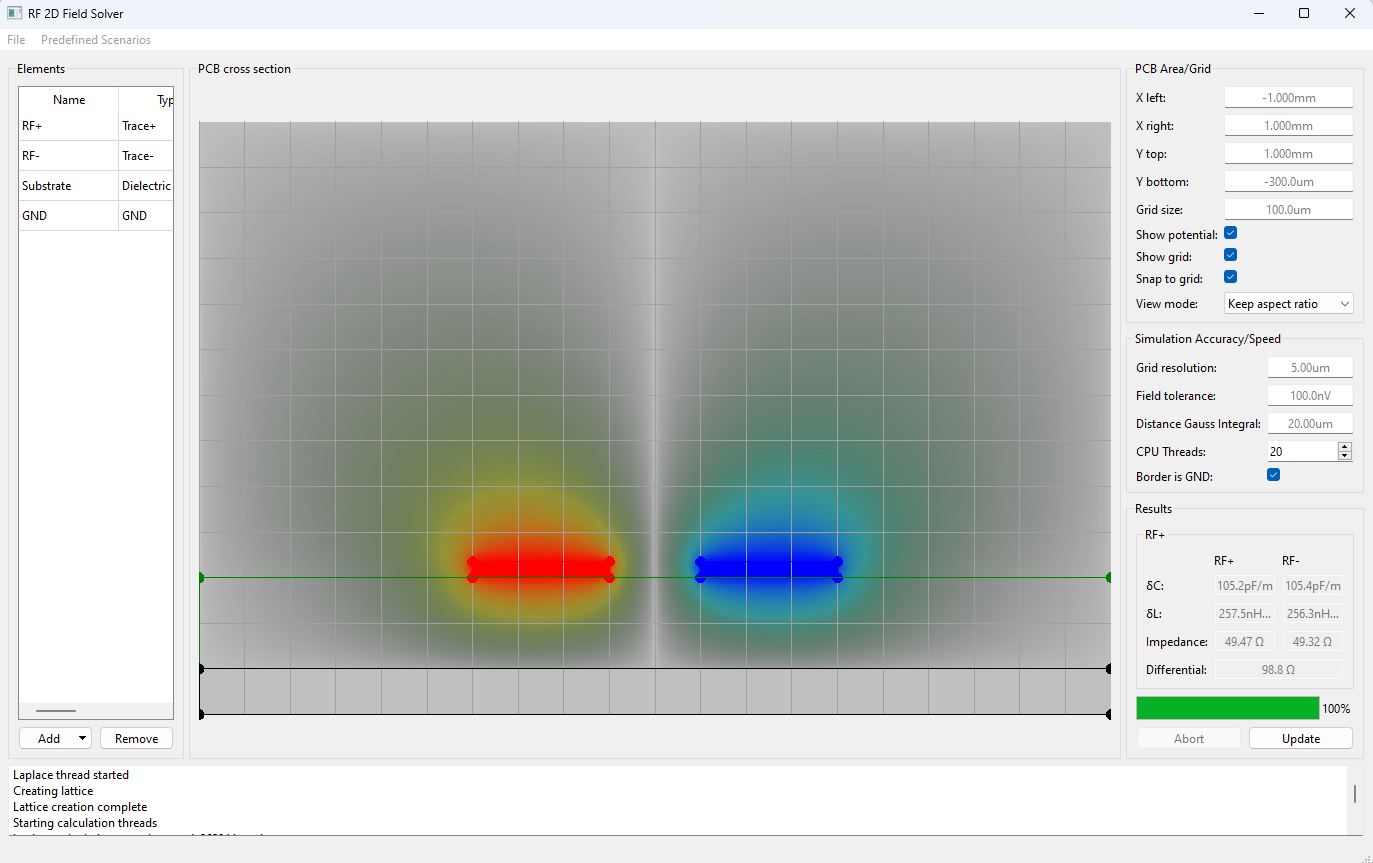 RF 2D Field Solver
File Predefined Scenarios
Elements
Name Typ
RF+ Trace+
RF- Trace-
Substrate Dielectric
GND GND
Add Remove
PCB cross section
PCB Area/Grid
X left: -1.000mm
X right: 1.000mm
Y top: 1.000mm
Y bottom: -300.0um
Grid size: 100.0um
Show potential:
Show grid:
Snap to grid:
View mode: Keep aspect ratio
Simulation Accuracy/Speed
Grid resolution: 5.00um
Field tolerance: 100.0nV
Distance Gauss Integral: 20.00um
CPU Threads: 20
Border is GND:
Results
RF+
RF+ RF-
δC: 105.2pF/m 105.4pF/m
δL: 257.5nH... 256.3nH...
Impedance: 49.47 Ω 49.32 Ω
Differential: 98.8 Ω
100%
Abort Update
Laplace thread started
Creating lattice
Lattice creation complete
Starting calculation threads